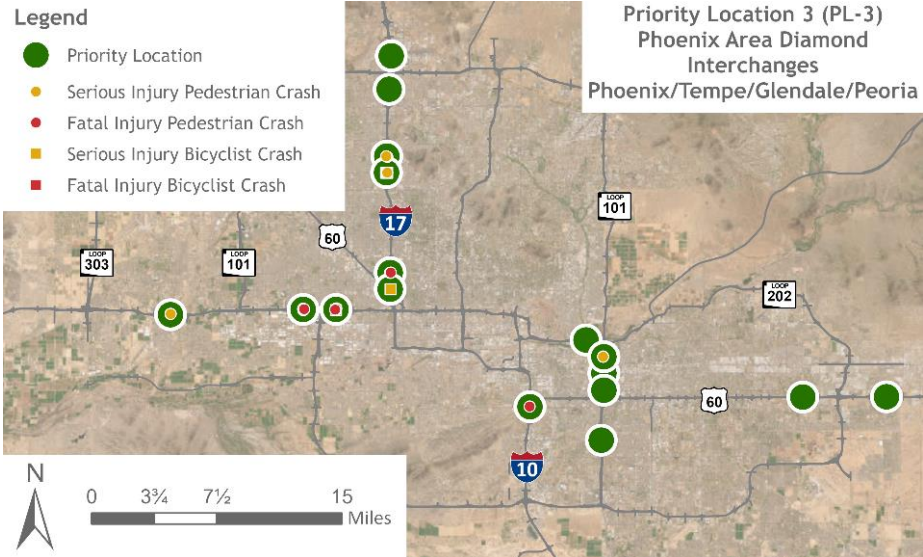 Legend
Priority Location
Serious Injury Pedestrian Crash
Fatal Injury Pedestrian Crash
Serious Injury Bicyclist Crash
Fatal Injury Bicyclist Crash
Priority Location 3 (PL-3)
Phoenix Area Diamond
Interchanges
Phoenix/Tempe/Glendale/Peoria
17
LOOP
101
60
LOOP
303
LOOP
101
LOOP
202
60
10
N
0 3¾ 7½ 15
Miles